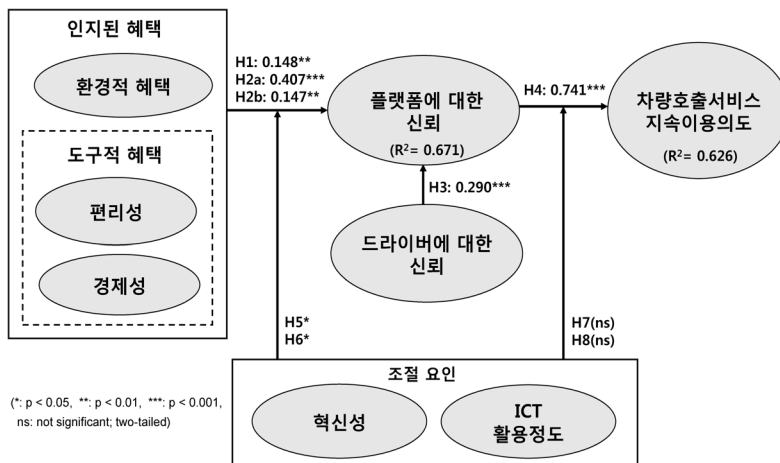 인지된 혜택
환경적 혜택
도구적 혜택
편리성
경제성
H1: 0.148**
H2a: 0.407***
H2b: 0.147**
플랫폼에 대한
신뢰
(R²= 0.671)
H3: 0.290***
드라이버에 대한
신뢰
H4: 0.741***
차량호출서비스
지속이용의도
(R²= 0.626)
H5*
H6*
H7(ns)
H8(ns)
조절 요인
혁신성
ICT
활용정도
(*: p < 0.05, **: p < 0.01, ***: p < 0.001,
ns: not significant; two-tailed)